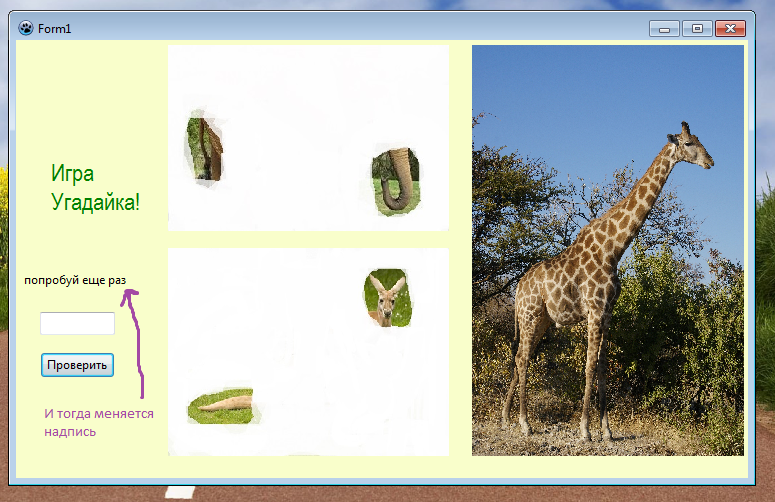 Form1
Игра
Угадайка!
попробуй еще раз
Проверить
И тогда меняется
надпись